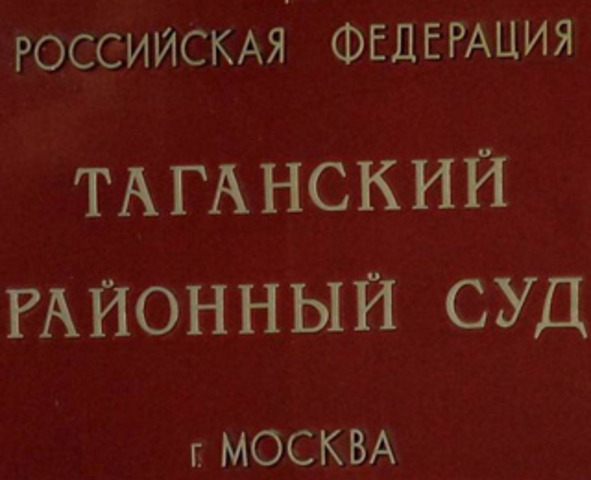 РОССИЙСКАЯ ФЕДЕРАЦИЯ
ТАГАНСКИЙ
РАЙОННЫЙ СУД
г. МОСКВА